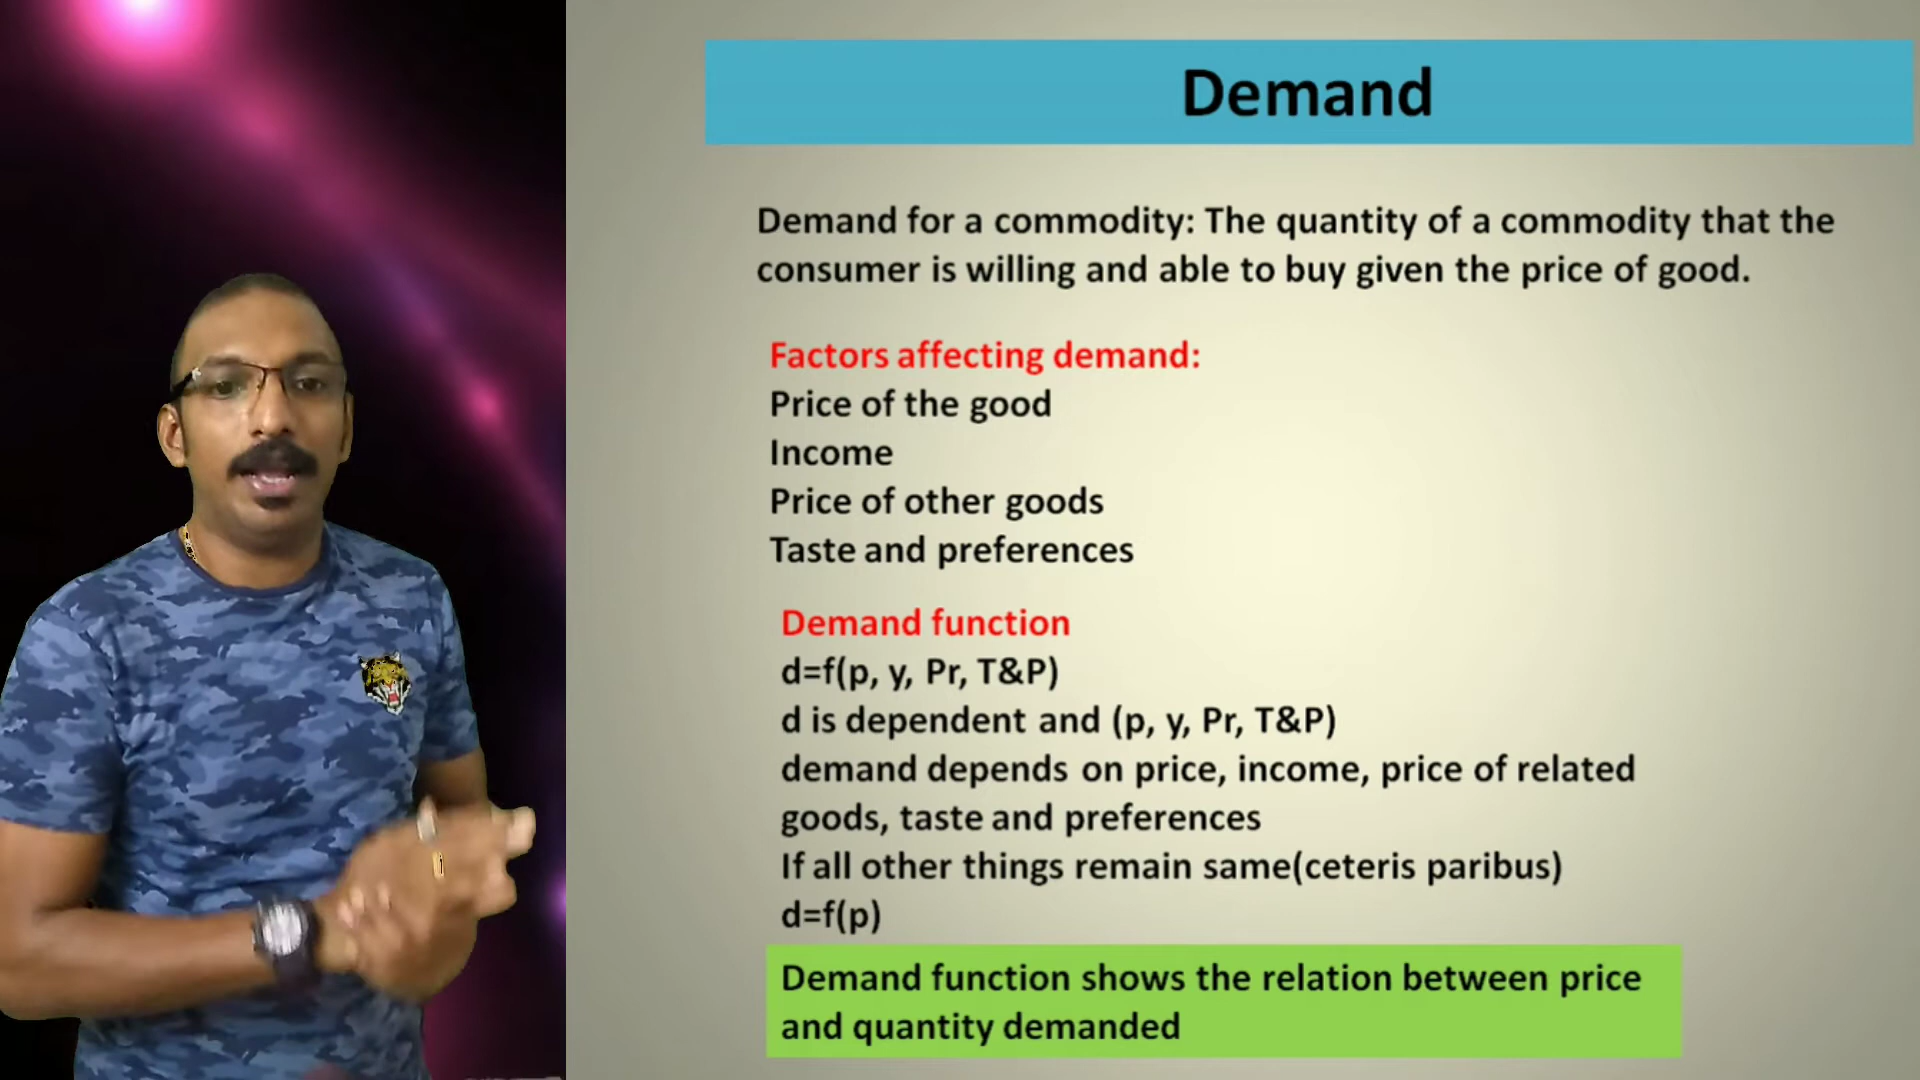 Demand
Demand for a commodity: The quantity of a commodity that the
consumer is willing and able to buy given the price of good.
Factors affecting demand:
Price of the good
Income
Price of other goods
Taste and preferences
Demand function
d=f(p, y, Pr, T&P)
d is dependent and (p, y, Pr, T&P)
demand depends on price, income, price of related
goods, taste and preferences
If all other things remain same(ceteris paribus)
d=f(p)
Demand function shows the relation between price
and quantity demanded